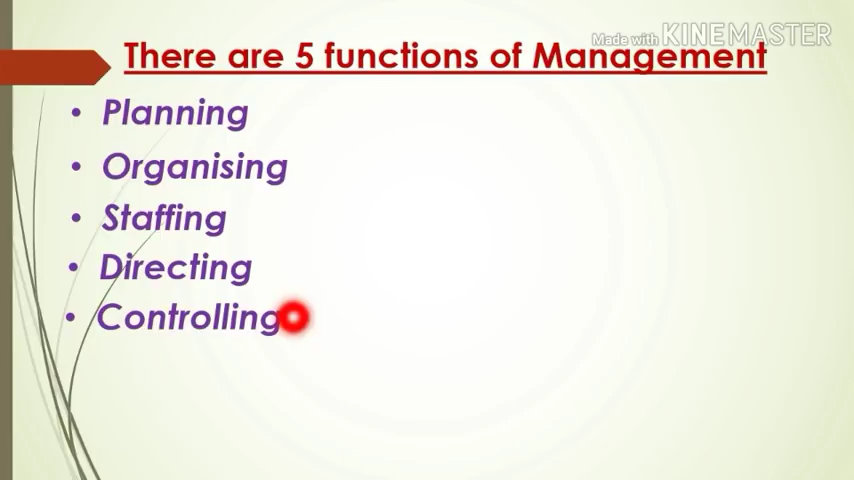 Made with KINEMASTER
There are 5 functions of Management
• Planning
• Organising
• Staffing
• Directing
• Controlling